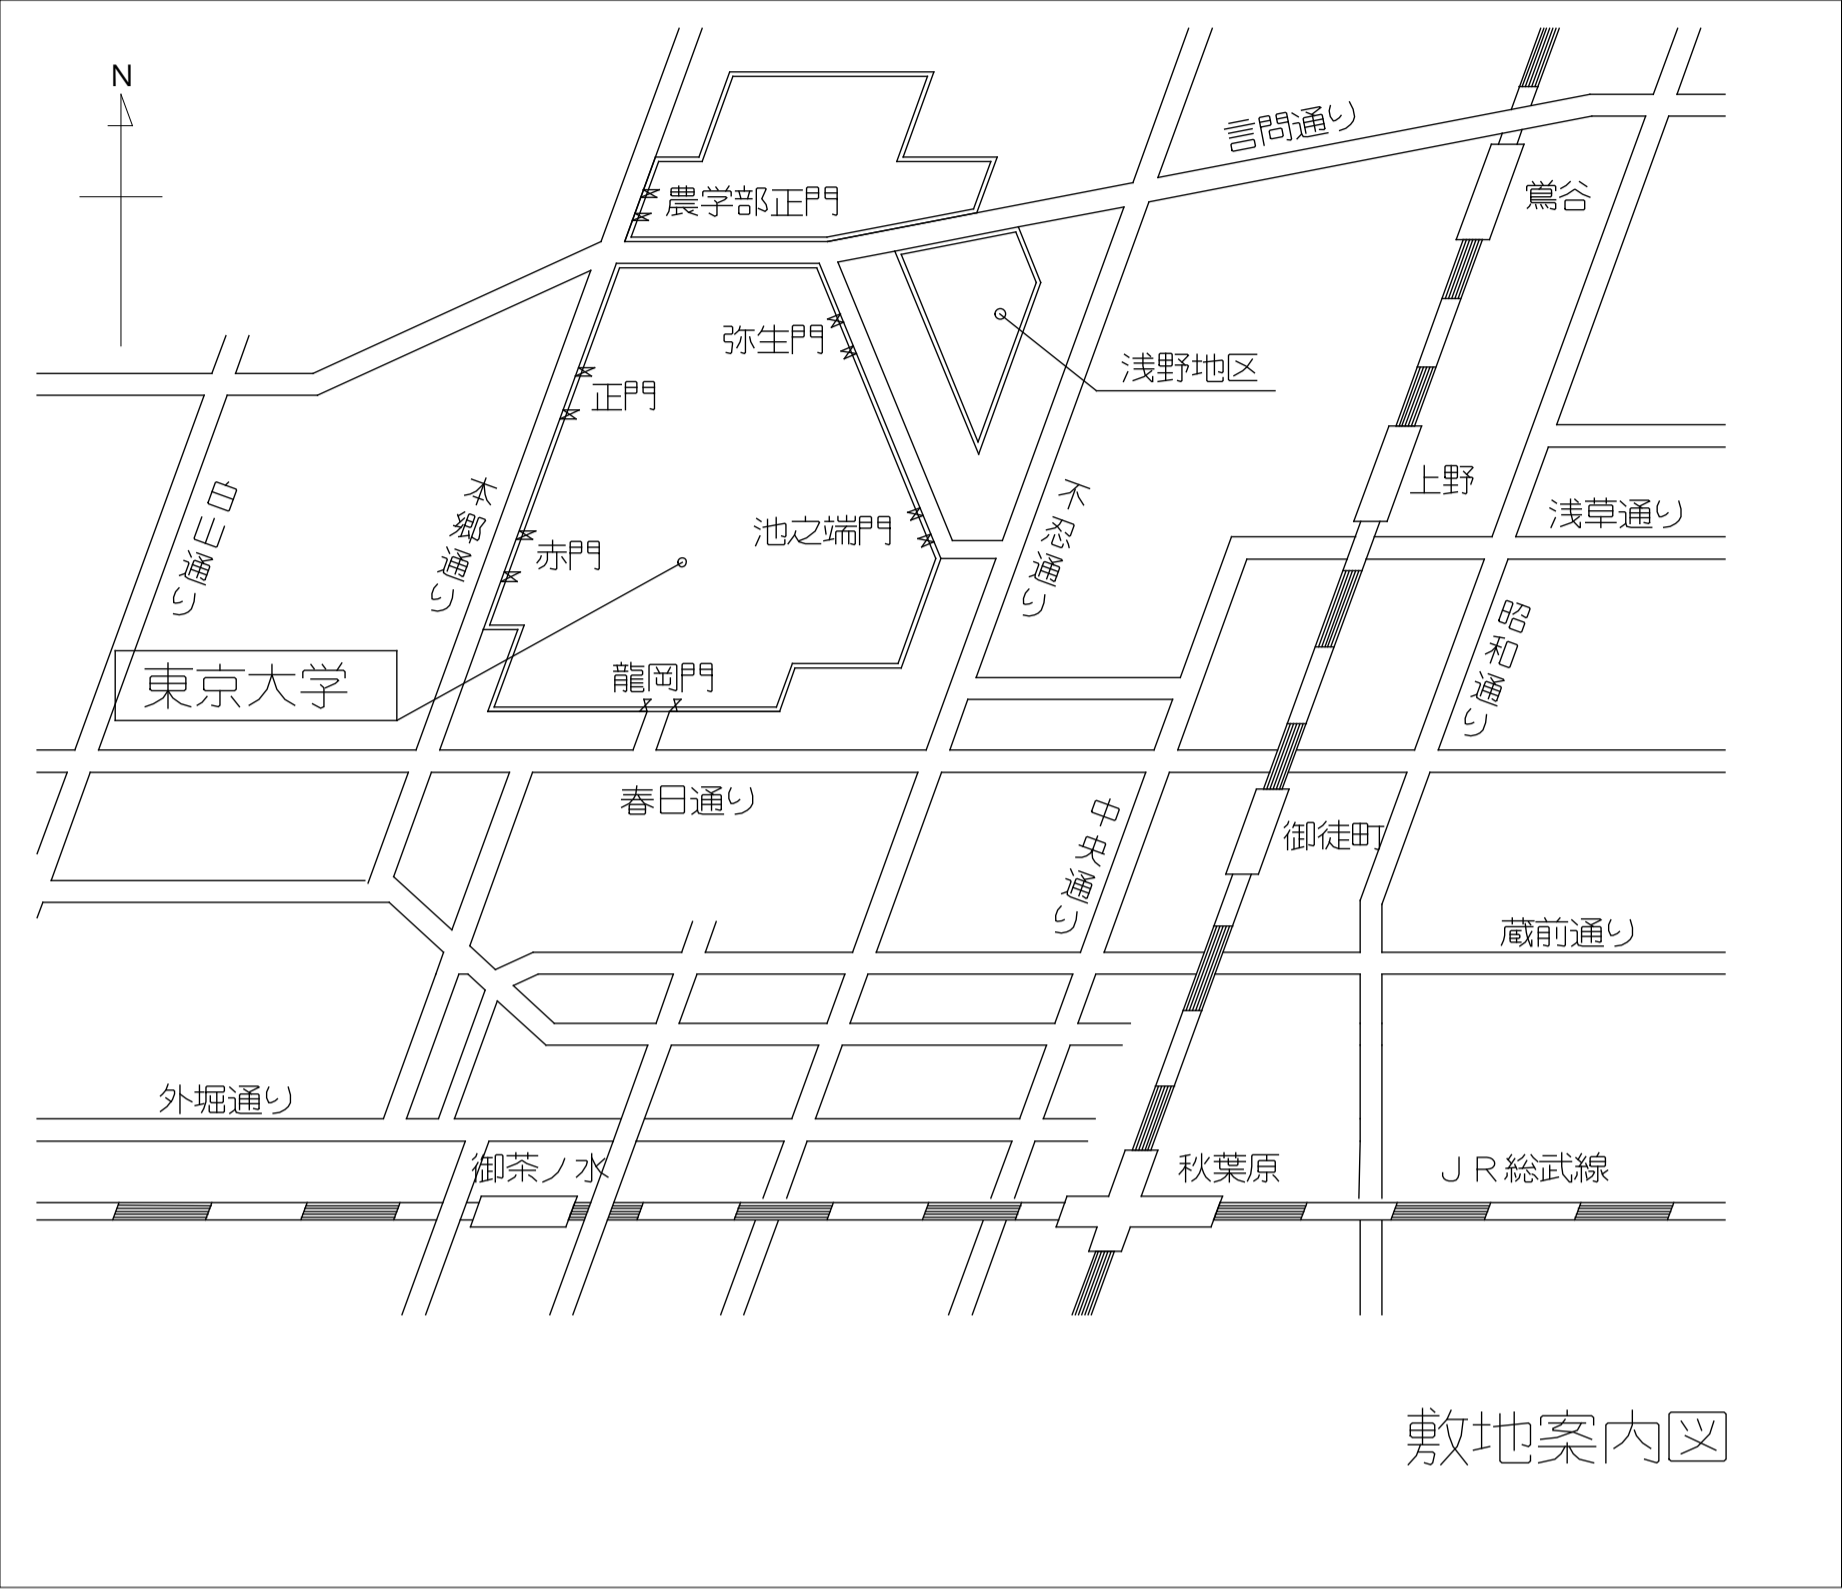 N
言問通り
農学部正門
鶯谷
弥生門
浅野地区
正門
白山通り
本郷通り
不忍通り
上野
浅草通り
池之端門
赤門
昭和通り
東京大学
龍岡門
春日通り
中央通り
御徒町
蔵前通り
外堀通り
御茶ノ水
秋葉原
JR総武線
敷地案内図